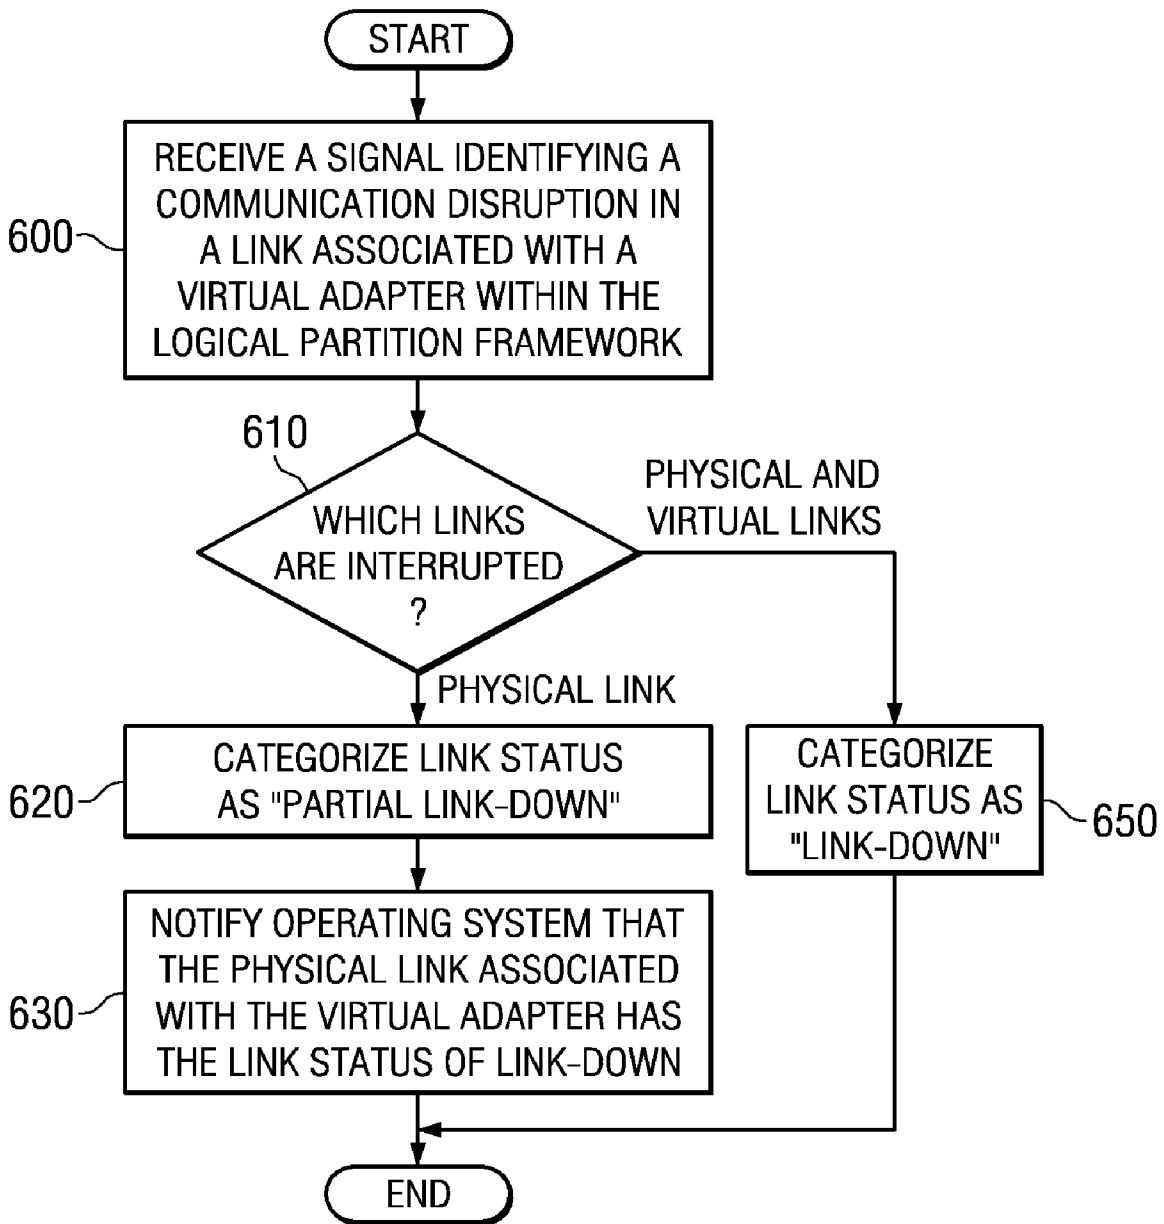 START
RECEIVE A SIGNAL IDENTIFYING A
COMMUNICATION DISRUPTION IN
A LINK ASSOCIATED WITH A
VIRTUAL ADAPTER WITHIN THE
LOGICAL PARTITION FRAMEWORK
600
610
WHICH LINKS
ARE INTERRUPTED
?
PHYSICAL AND
VIRTUAL LINKS
PHYSICAL LINK
CATEGORIZE LINK STATUS
AS "PARTIAL LINK-DOWN"
620
CATEGORIZE
LINK STATUS AS
"LINK-DOWN"
650
NOTIFY OPERATING SYSTEM THAT
THE PHYSICAL LINK ASSOCIATED
WITH THE VIRTUAL ADAPTER HAS
THE LINK STATUS OF LINK-DOWN
630
END